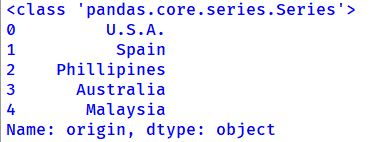 <class 'pandas.core.series.Series'>
0         U.S.A.
1          Spain
2    Phillipines
3      Australia
4       Malaysia
Name: origin, dtype: object